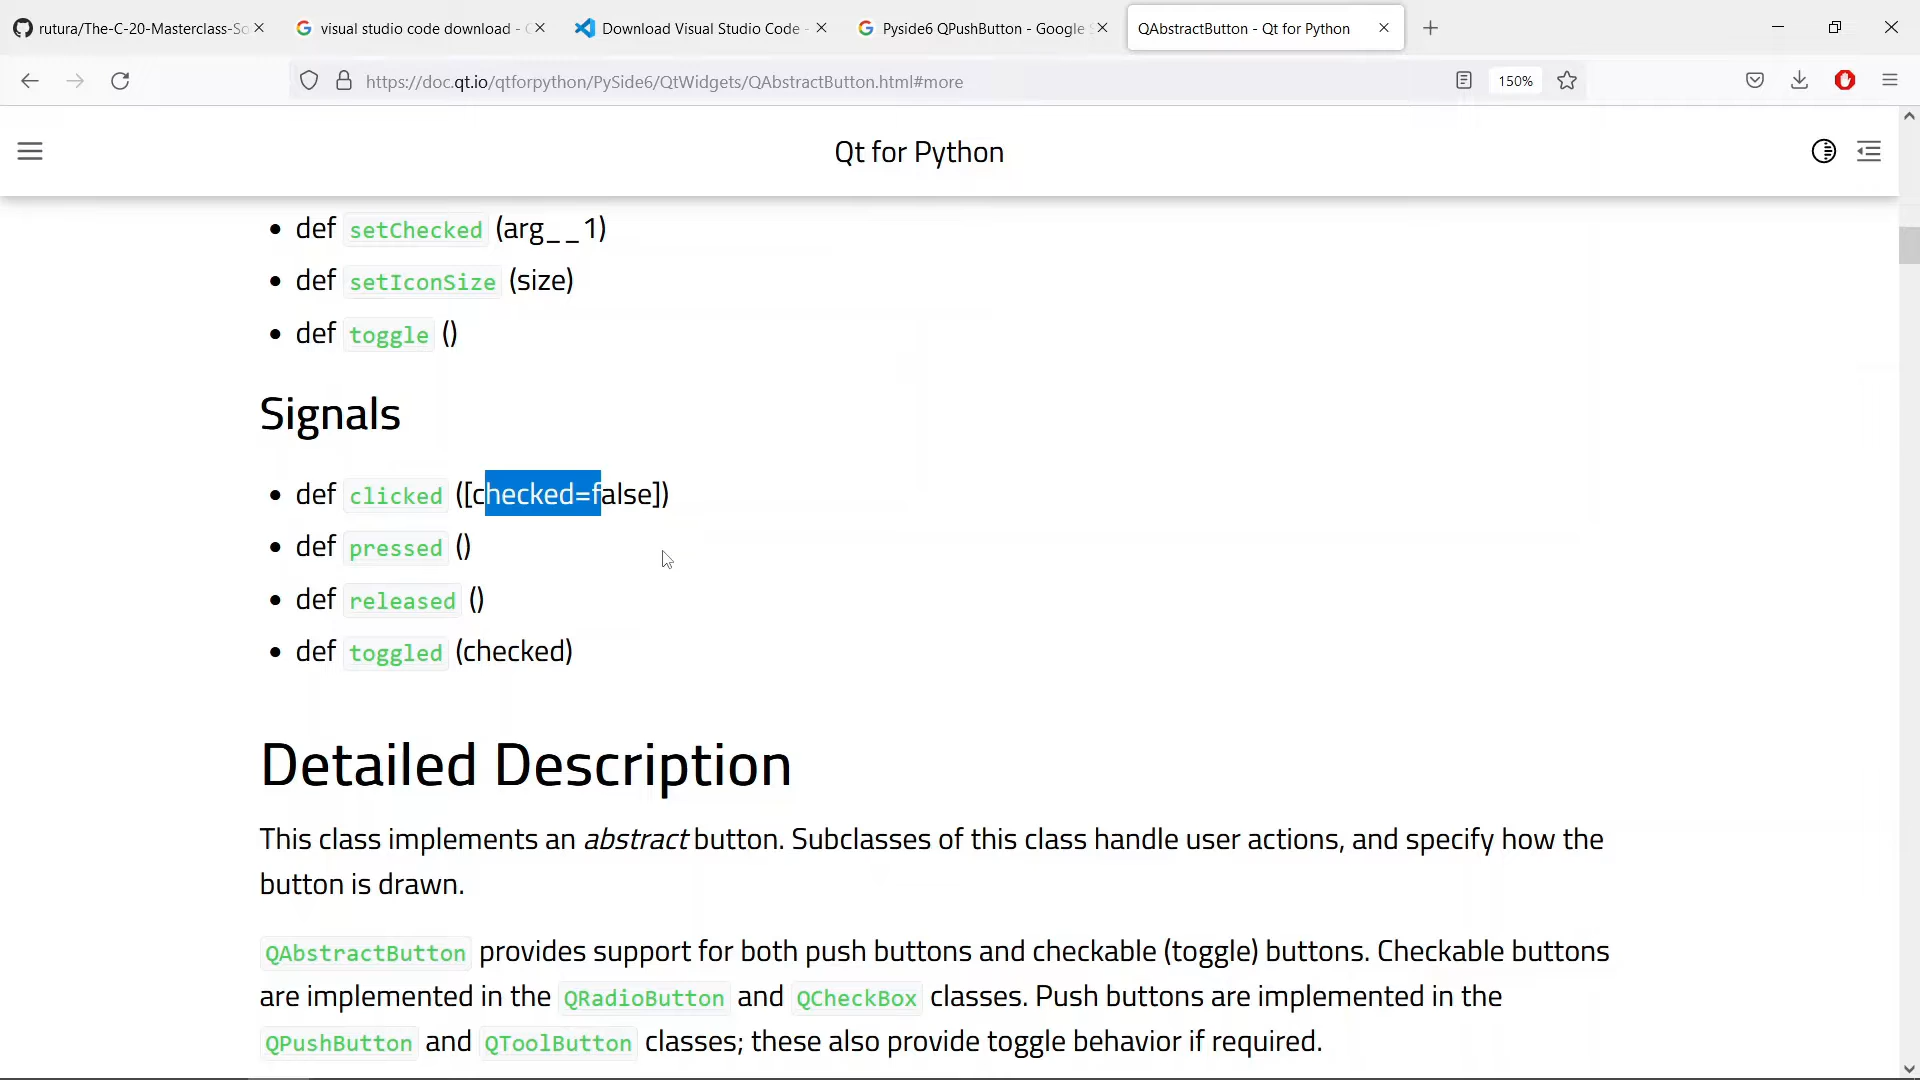 rutura/The-C-20-Masterclass-So
visual studio code download -
Download Visual Studio Code -
Pyside6 QPushButton - Google
QAbstractButton - Qt for Python
https://doc.qt.io/qtforpython/PySide6/QtWidgets/QAbstractButton.html#more
150%
Qt for Python
def setChecked (arg__1)
def setIconSize (size)
def toggle ()
Signals
def clicked ([checked=false])
def pressed ()
def released ()
def toggled (checked)
Detailed Description
This class implements an abstract button. Subclasses of this class handle user actions, and specify how the
button is drawn.
QAbstractButton provides support for both push buttons and checkable (toggle) buttons. Checkable buttons
are implemented in the QRadioButton and QCheckBox classes. Push buttons are implemented in the
QPushButton and QToolButton classes; these also provide toggle behavior if required.